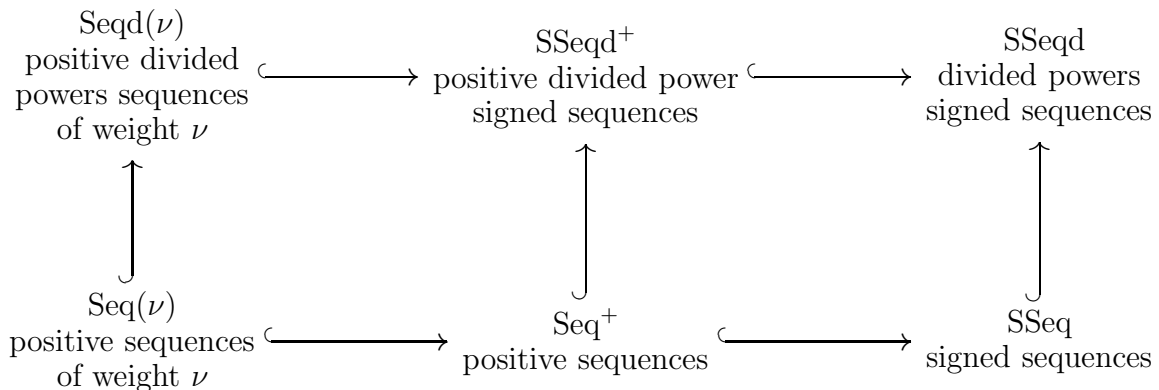 Seqd(ν)
positive divided
powers sequences
of weight ν
SSeqd⁺
positive divided power
signed sequences
SSeqd
divided powers
signed sequences
Seq(ν)
positive sequences
of weight ν
Seq⁺
positive sequences
SSeq
signed sequences